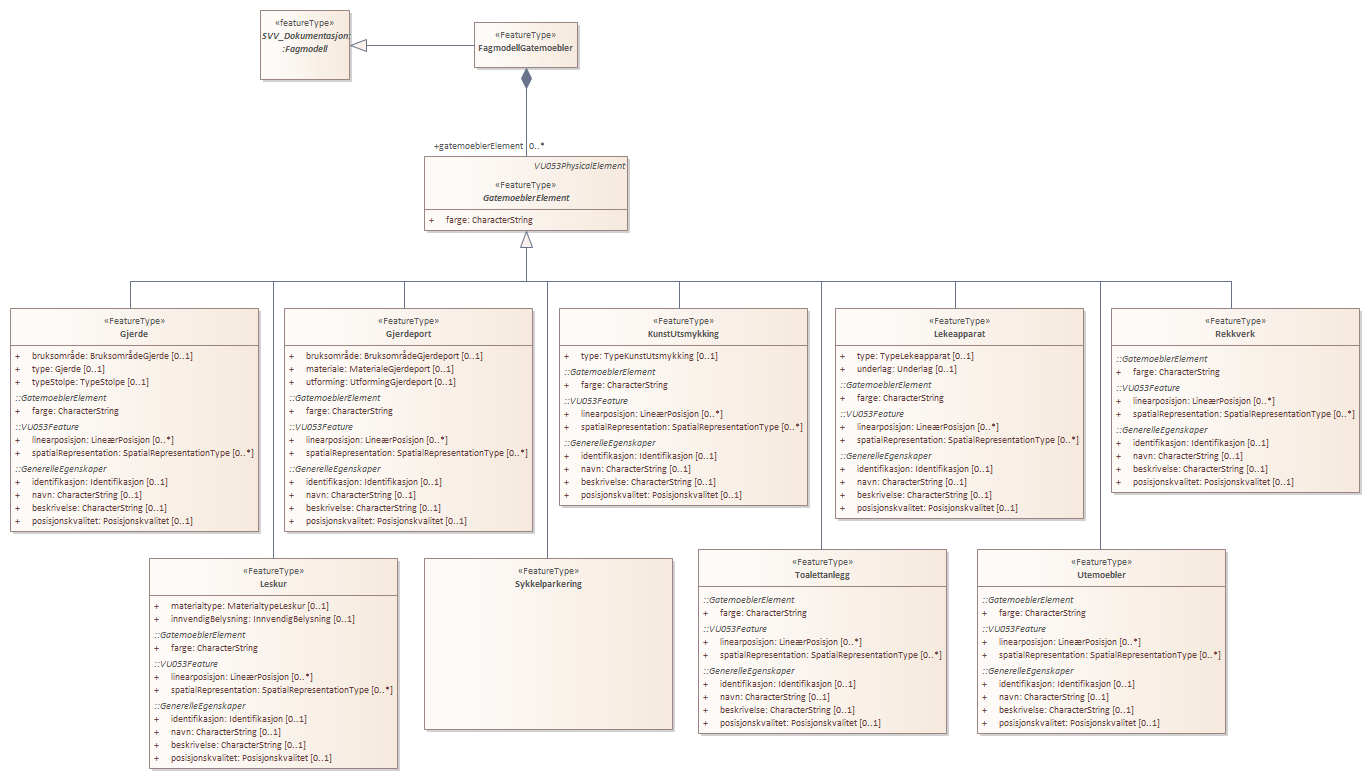 «featureType»
SVV_Dokumentasjon:
:Fagmodell
«FeatureType»
FagmodellGatemoebler
+gatemoeblerElement 0..*
VU053PhysicalElement
«FeatureType»
GatemoeblerElement
+ farge: CharacterString
«FeatureType»
Gjerde
+ bruksområde: BruksområdeGjerde [0..1]
+ type: Gjerde [0..1]
+ typeStolpe: TypeStolpe [0..1]
::GatemoeblerElement
+ farge: CharacterString
::VU053Feature
+ linearposisjon: LineærPosisjon [0..*]
+ spatialRepresentation: SpatialRepresentationType [0..*]
::GenerelleEgenskaper
+ identifikasjon: Identifikasjon [0..1]
+ navn: CharacterString [0..1]
+ beskrivelse: CharacterString [0..1]
+ posisjonskvalitet: Posisjonskvalitet [0..1]
«FeatureType»
Gjerdeport
+ bruksområde: BruksområdeGjerdeport [0..1]
+ materiale: MaterialeGjerdeport [0..1]
+ utforming: UtformingGjerdeport [0..1]
::GatemoeblerElement
+ farge: CharacterString
::VU053Feature
+ linearposisjon: LineærPosisjon [0..*]
+ spatialRepresentation: SpatialRepresentationType [0..*]
::GenerelleEgenskaper
+ identifikasjon: Identifikasjon [0..1]
+ navn: CharacterString [0..1]
+ beskrivelse: CharacterString [0..1]
+ posisjonskvalitet: Posisjonskvalitet [0..1]
«FeatureType»
KunstUtsmykking
+ type: TypeKunstUtsmykking [0..1]
::GatemoeblerElement
+ farge: CharacterString
::VU053Feature
+ linearposisjon: LineærPosisjon [0..*]
+ spatialRepresentation: SpatialRepresentationType [0..*]
::GenerelleEgenskaper
+ identifikasjon: Identifikasjon [0..1]
+ navn: CharacterString [0..1]
+ beskrivelse: CharacterString [0..1]
+ posisjonskvalitet: Posisjonskvalitet [0..1]
«FeatureType»
Lekeapparat
+ type: TypeLekeapparat [0..1]
+ underlag: Underlag [0..1]
::GatemoeblerElement
+ farge: CharacterString
::VU053Feature
+ linearposisjon: LineærPosisjon [0..*]
+ spatialRepresentation: SpatialRepresentationType [0..*]
::GenerelleEgenskaper
+ identifikasjon: Identifikasjon [0..1]
+ navn: CharacterString [0..1]
+ beskrivelse: CharacterString [0..1]
+ posisjonskvalitet: Posisjonskvalitet [0..1]
«FeatureType»
Rekkverk
::GatemoeblerElement
+ farge: CharacterString
::VU053Feature
+ linearposisjon: LineærPosisjon [0..*]
+ spatialRepresentation: SpatialRepresentationType [0..*]
::GenerelleEgenskaper
+ identifikasjon: Identifikasjon [0..1]
+ navn: CharacterString [0..1]
+ beskrivelse: CharacterString [0..1]
+ posisjonskvalitet: Posisjonskvalitet [0..1]
«FeatureType»
Leskur
+ materialtype: MaterialtypeLeskur [0..1]
+ innvendigBelysning: InnvendigBelysning [0..1]
::GatemoeblerElement
+ farge: CharacterString
::VU053Feature
+ linearposisjon: LineærPosisjon [0..*]
+ spatialRepresentation: SpatialRepresentationType [0..*]
::GenerelleEgenskaper
+ identifikasjon: Identifikasjon [0..1]
+ navn: CharacterString [0..1]
+ beskrivelse: CharacterString [0..1]
+ posisjonskvalitet: Posisjonskvalitet [0..1]
«FeatureType»
Sykkelparkering
«FeatureType»
Toalettanlegg
::GatemoeblerElement
+ farge: CharacterString
::VU053Feature
+ linearposisjon: LineærPosisjon [0..*]
+ spatialRepresentation: SpatialRepresentationType [0..*]
::GenerelleEgenskaper
+ identifikasjon: Identifikasjon [0..1]
+ navn: CharacterString [0..1]
+ beskrivelse: CharacterString [0..1]
+ posisjonskvalitet: Posisjonskvalitet [0..1]
«FeatureType»
Utemoebler
::GatemoeblerElement
+ farge: CharacterString
::VU053Feature
+ linearposisjon: LineærPosisjon [0..*]
+ spatialRepresentation: SpatialRepresentationType [0..*]
::GenerelleEgenskaper
+ identifikasjon: Identifikasjon [0..1]
+ navn: CharacterString [0..1]
+ beskrivelse: CharacterString [0..1]
+ posisjonskvalitet: Posisjonskvalitet [0..1]